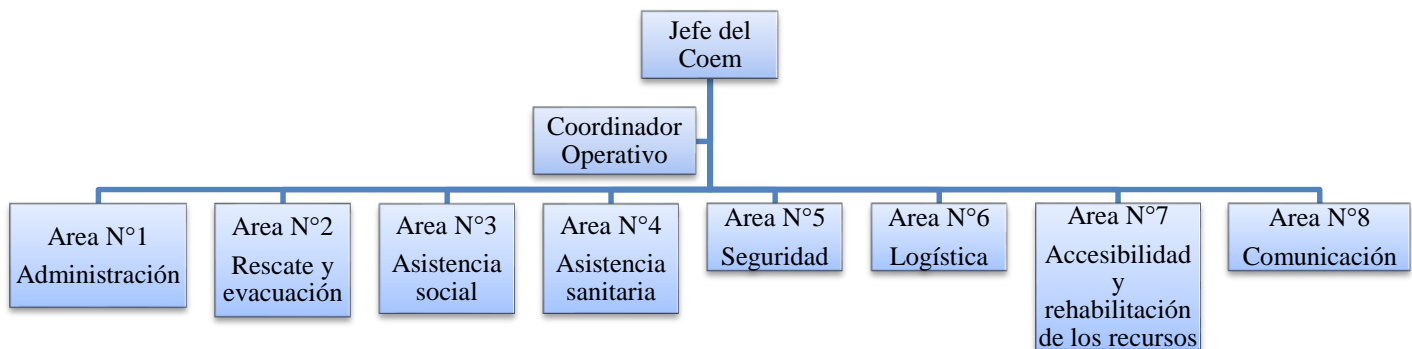 Jefe del
Coem
Coordinador
Operativo
Area N°1
Administración
Area N°2
Rescate y
evacuación
Area N°3
Asistencia
social
Area N°4
Asistencia
sanitaria
Area N°5
Seguridad
Area N°6
Logística
Area N°7
Accesibilidad
y
rehabilitación
de los recursos
Area N°8
Comunicación